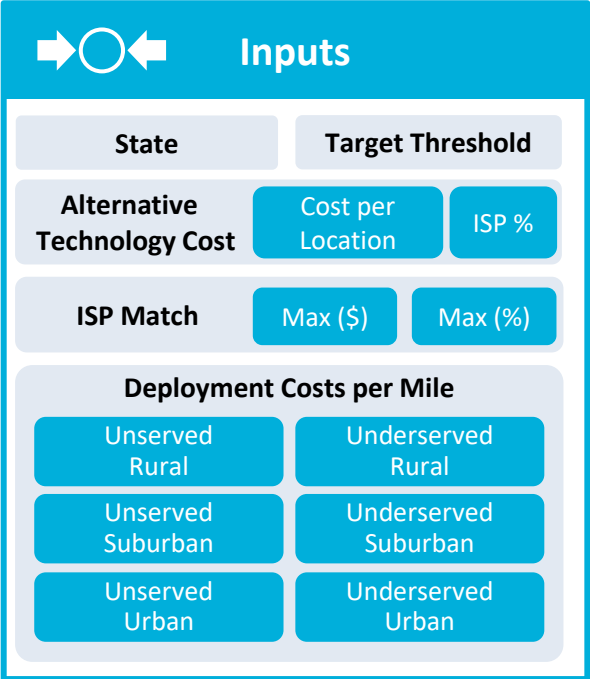 Inputs
State
Target Threshold
Alternative
Technology Cost
Cost per
Location
ISP %
ISP Match
Max ($)
Max (%)
Deployment Costs per Mile
Unserved
Rural
Underserved
Rural
Unserved
Suburban
Underserved
Suburban
Unserved
Urban
Underserved
Urban